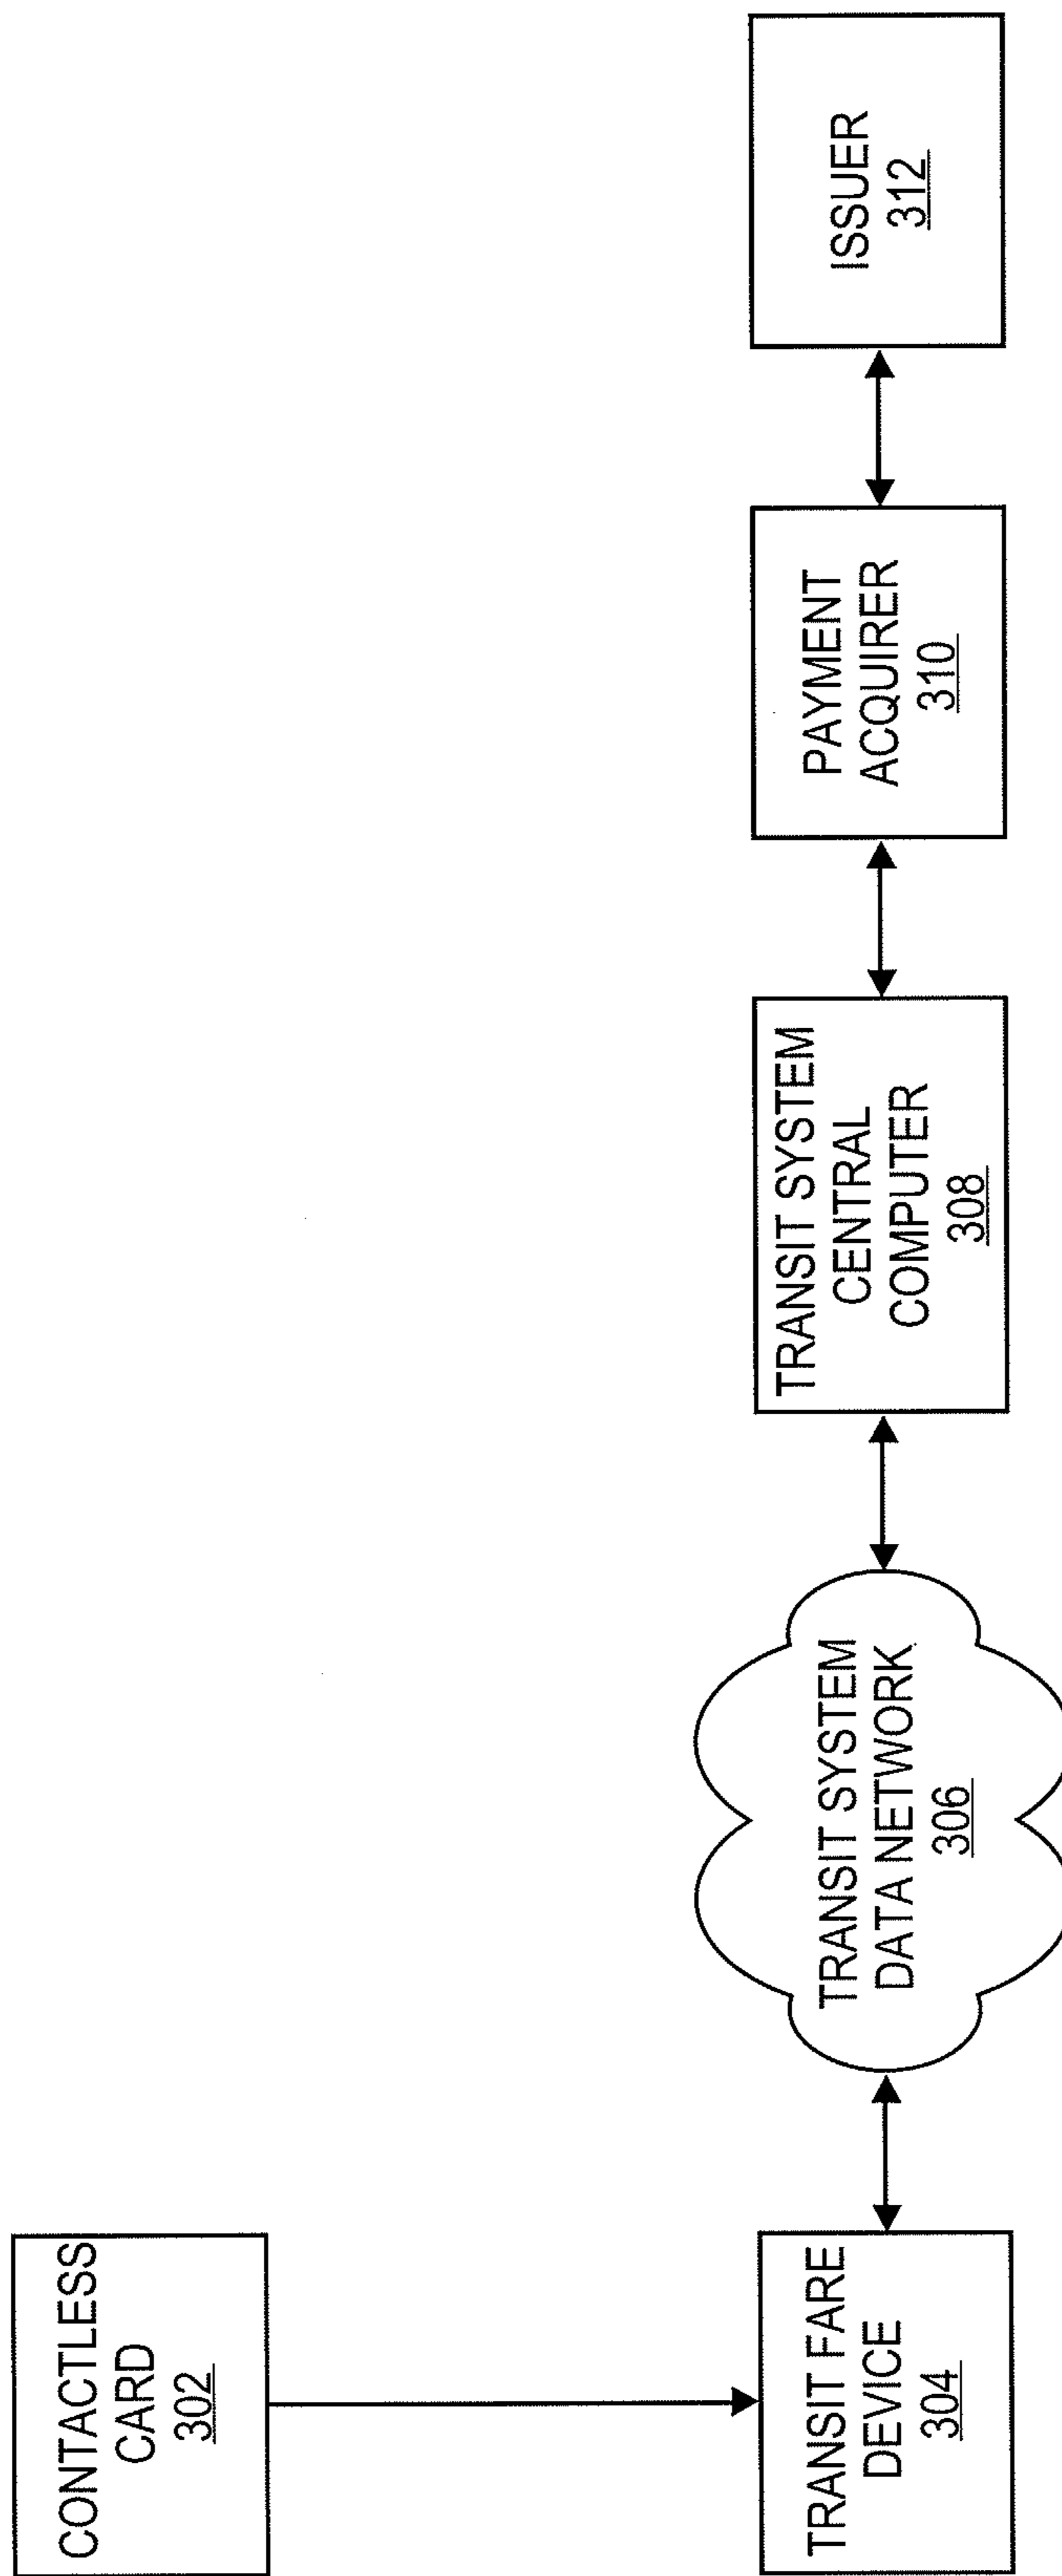 CONTACTLESS
CARD
302
TRANSIT FARE
DEVICE
304
TRANSIT SYSTEM
DATA NETWORK
306
TRANSIT SYSTEM
CENTRAL
COMPUTER
308
PAYMENT
ACQUIRER
310
ISSUER
312